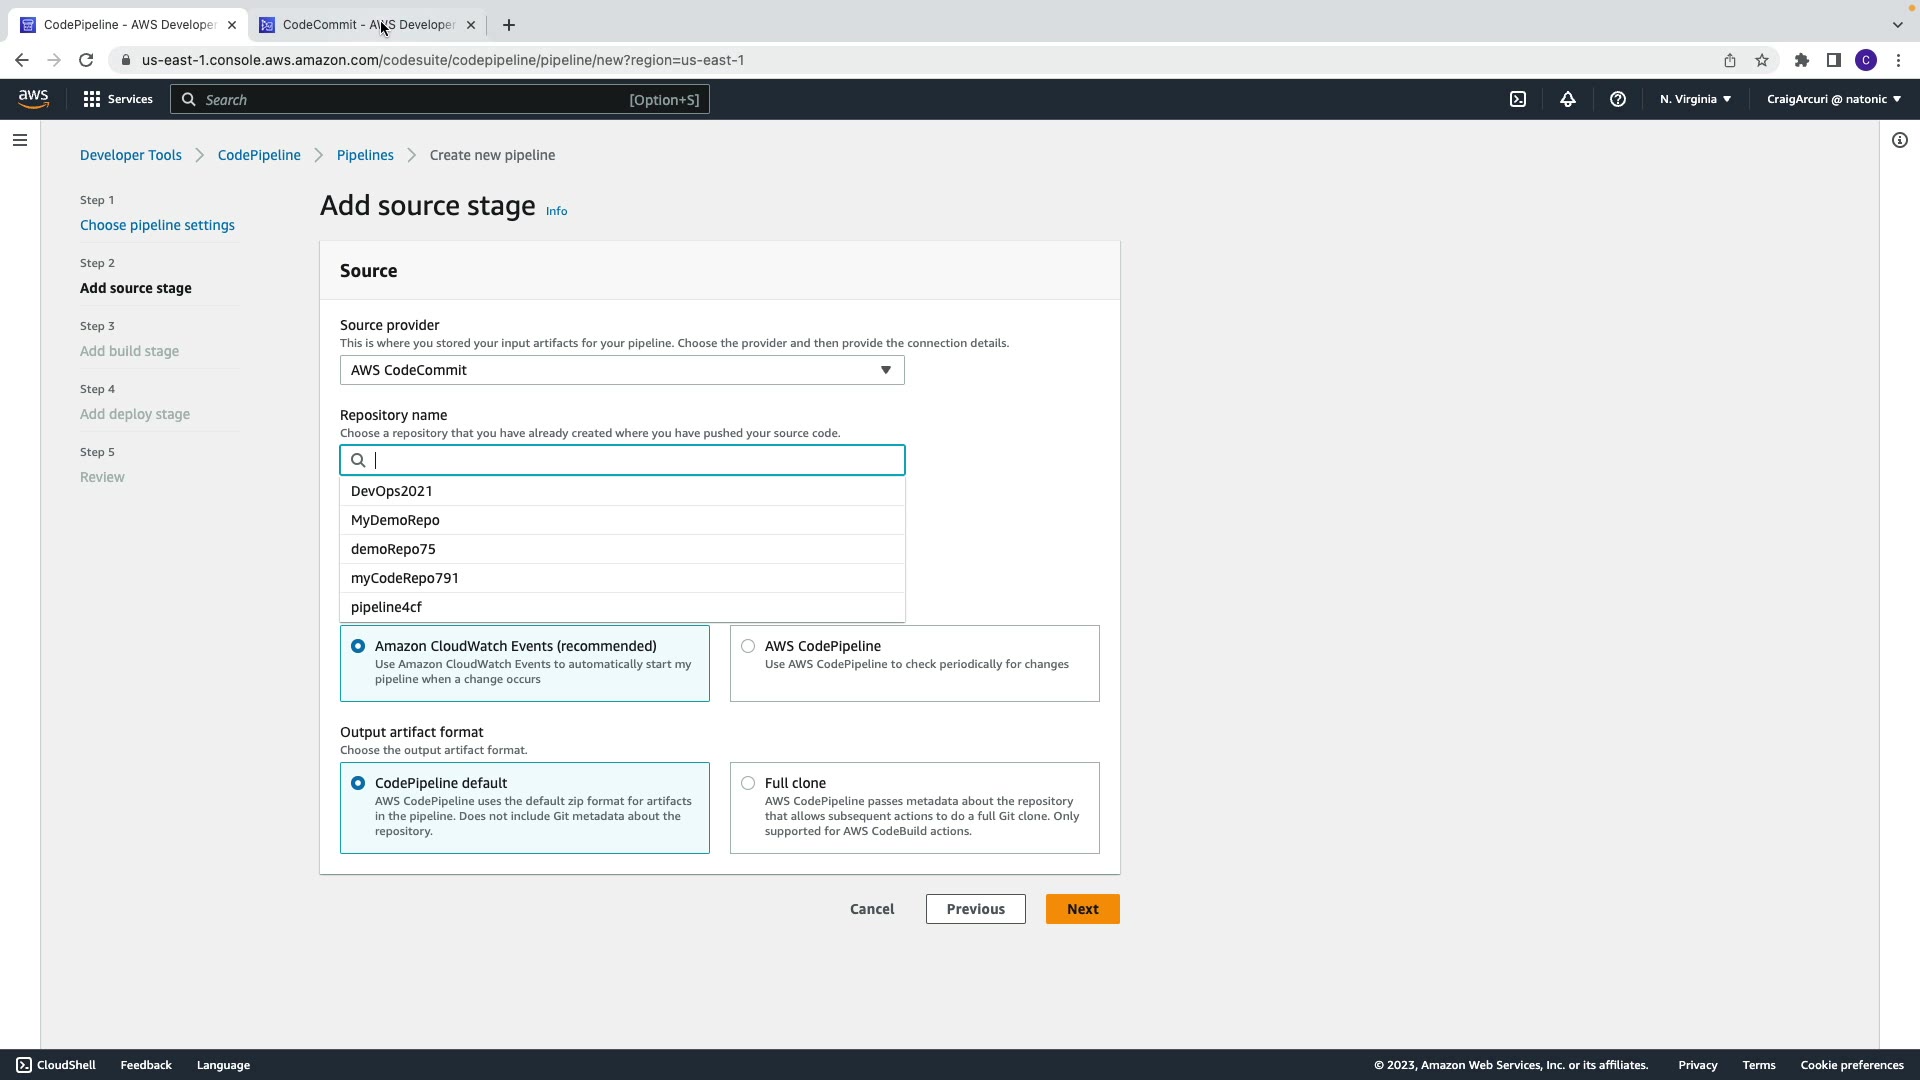 CodePipeline - AWS Developer
CodeCommit - AWS Developer
us-east-1.console.aws.amazon.com/codesuite/codepipeline/pipeline/new?region=us-east-1
C
aws
Services
Search
[Option+S]
N. Virginia
CraigArcuri @ natonic
Developer Tools
CodePipeline
Pipelines
Create new pipeline
Step 1
Choose pipeline settings
Step 2
Add source stage
Step 3
Add build stage
Step 4
Add deploy stage
Step 5
Review
Add source stage Info
Source
Source provider
This is where you stored your input artifacts for your pipeline. Choose the provider and then provide the connection details.
AWS CodeCommit
Repository name
Choose a repository that you have already created where you have pushed your source code.
DevOps2021
MyDemoRepo
demoRepo75
myCodeRepo791
pipeline4cf
Amazon CloudWatch Events (recommended)
Use Amazon CloudWatch Events to automatically start my
pipeline when a change occurs
AWS CodePipeline
Use AWS CodePipeline to check periodically for changes
Output artifact format
Choose the output artifact format.
CodePipeline default
AWS CodePipeline uses the default zip format for artifacts
in the pipeline. Does not include Git metadata about the
repository.
Full clone
AWS CodePipeline passes metadata about the repository
that allows subsequent actions to do a full Git clone. Only
supported for AWS CodeBuild actions.
Cancel
Previous
Next
CloudShell
Feedback
Language
© 2023, Amazon Web Services, Inc. or its affiliates.
Privacy
Terms
Cookie preferences